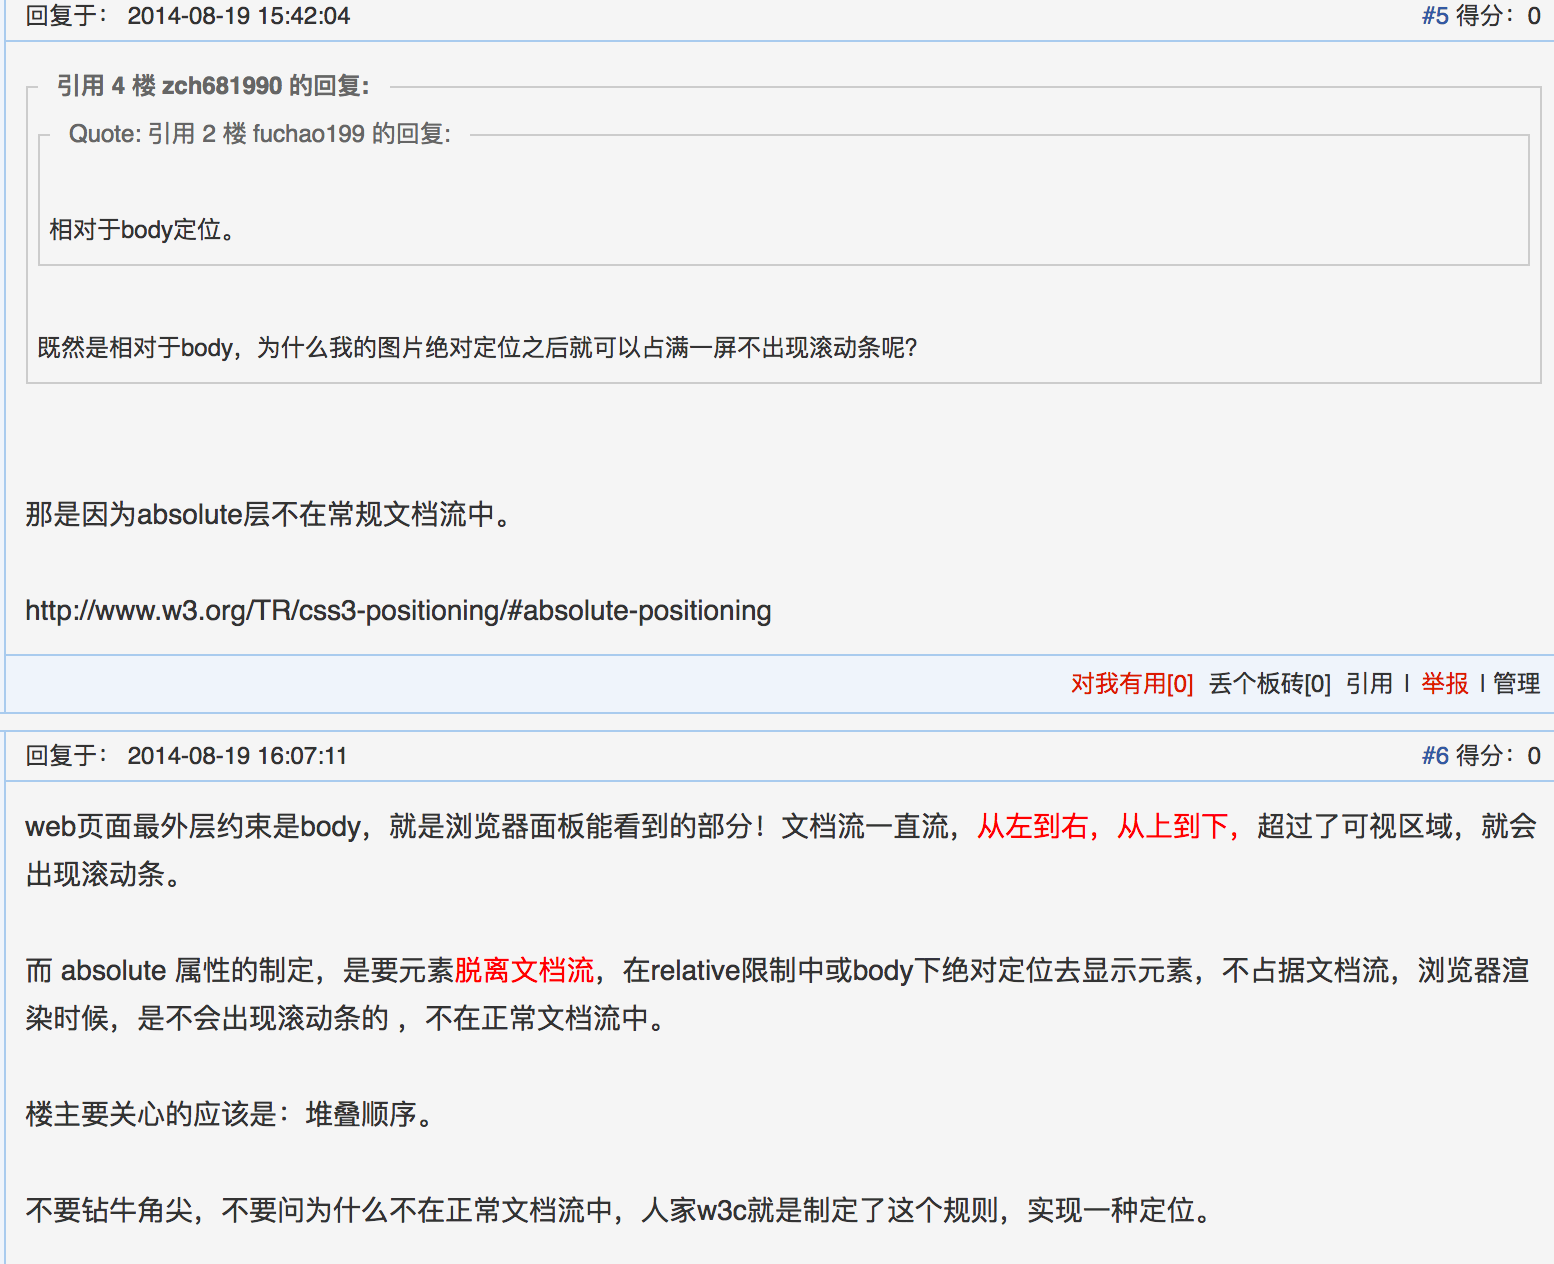 回复于： 2014-08-19 15:42:04 #5 得分：0
引用 4 楼 zch681990 的回复:
Quote: 引用 2 楼 fuchao199 的回复:
相对于body定位。
既然是相对于body，为什么我的图片绝对定位之后就可以占满一屏不出现滚动条呢?
那是因为absolute层不在常规文档流中。
http://www.w3.org/TR/css3-positioning/#absolute-positioning
对我有用[0] 丢个板砖[0] 引用 | 举报 | 管理
回复于： 2014-08-19 16:07:11 #6 得分：0
web页面最外层约束是body，就是浏览器面板能看到的部分！文档流一直流，从左到右，从上到下，超过了可视区域，就会
出现滚动条。
而 absolute 属性的制定，是要元素脱离文档流，在relative限制中或body下绝对定位去显示元素，不占据文档流，浏览器渲
染时候，是不会出现滚动条的 ，不在正常文档流中。
楼主要关心的应该是：堆叠顺序。
不要钻牛角尖，不要问为什么不在正常文档流中，人家w3c就是制定了这个规则，实现一种定位。